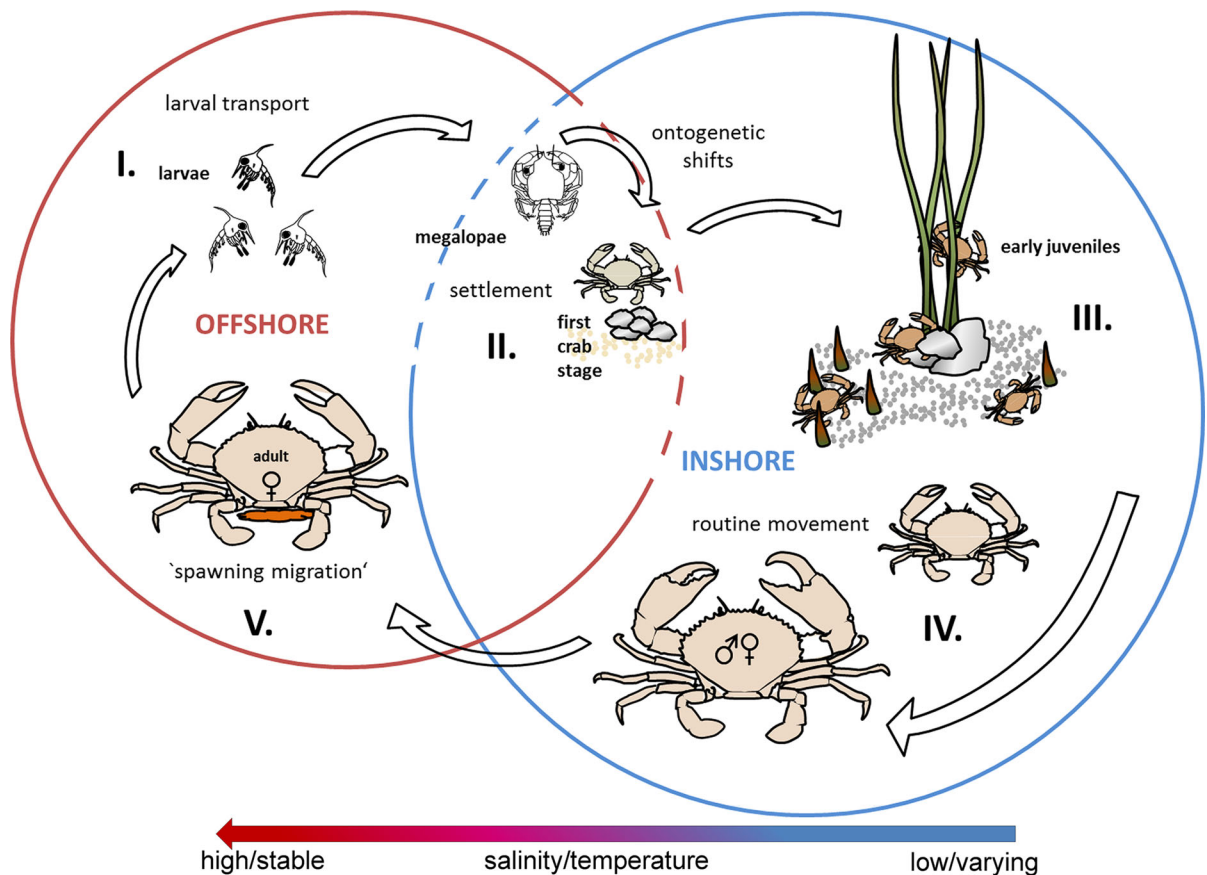 larval transport
I.
larvae
ontogenetic
shifts
megalopae
early juveniles
settlement
OFFSHORE
II.
first
crab
stage
III.
adult
♀
INSHORE
routine movement
`spawning migration‘
V.
IV.
♂♀
high/stable
salinity/temperature
low/varying